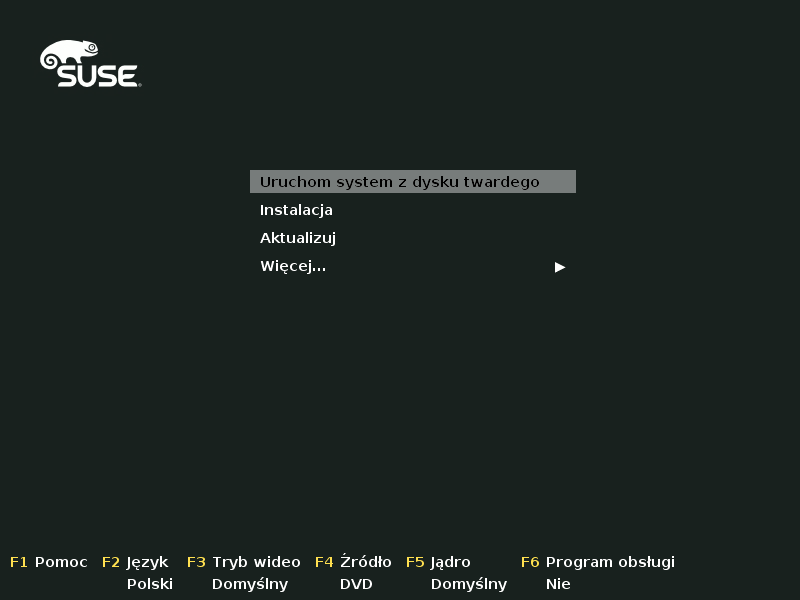 SUSE
Uruchom system z dysku twardego
Instalacja
Aktualizuj
Więcej...
F1 Pomoc F2 Język F3 Tryb wideo F4 Źródło F5 Jądro F6 Program obsługi
Polski Domyślny DVD Domyślny Nie